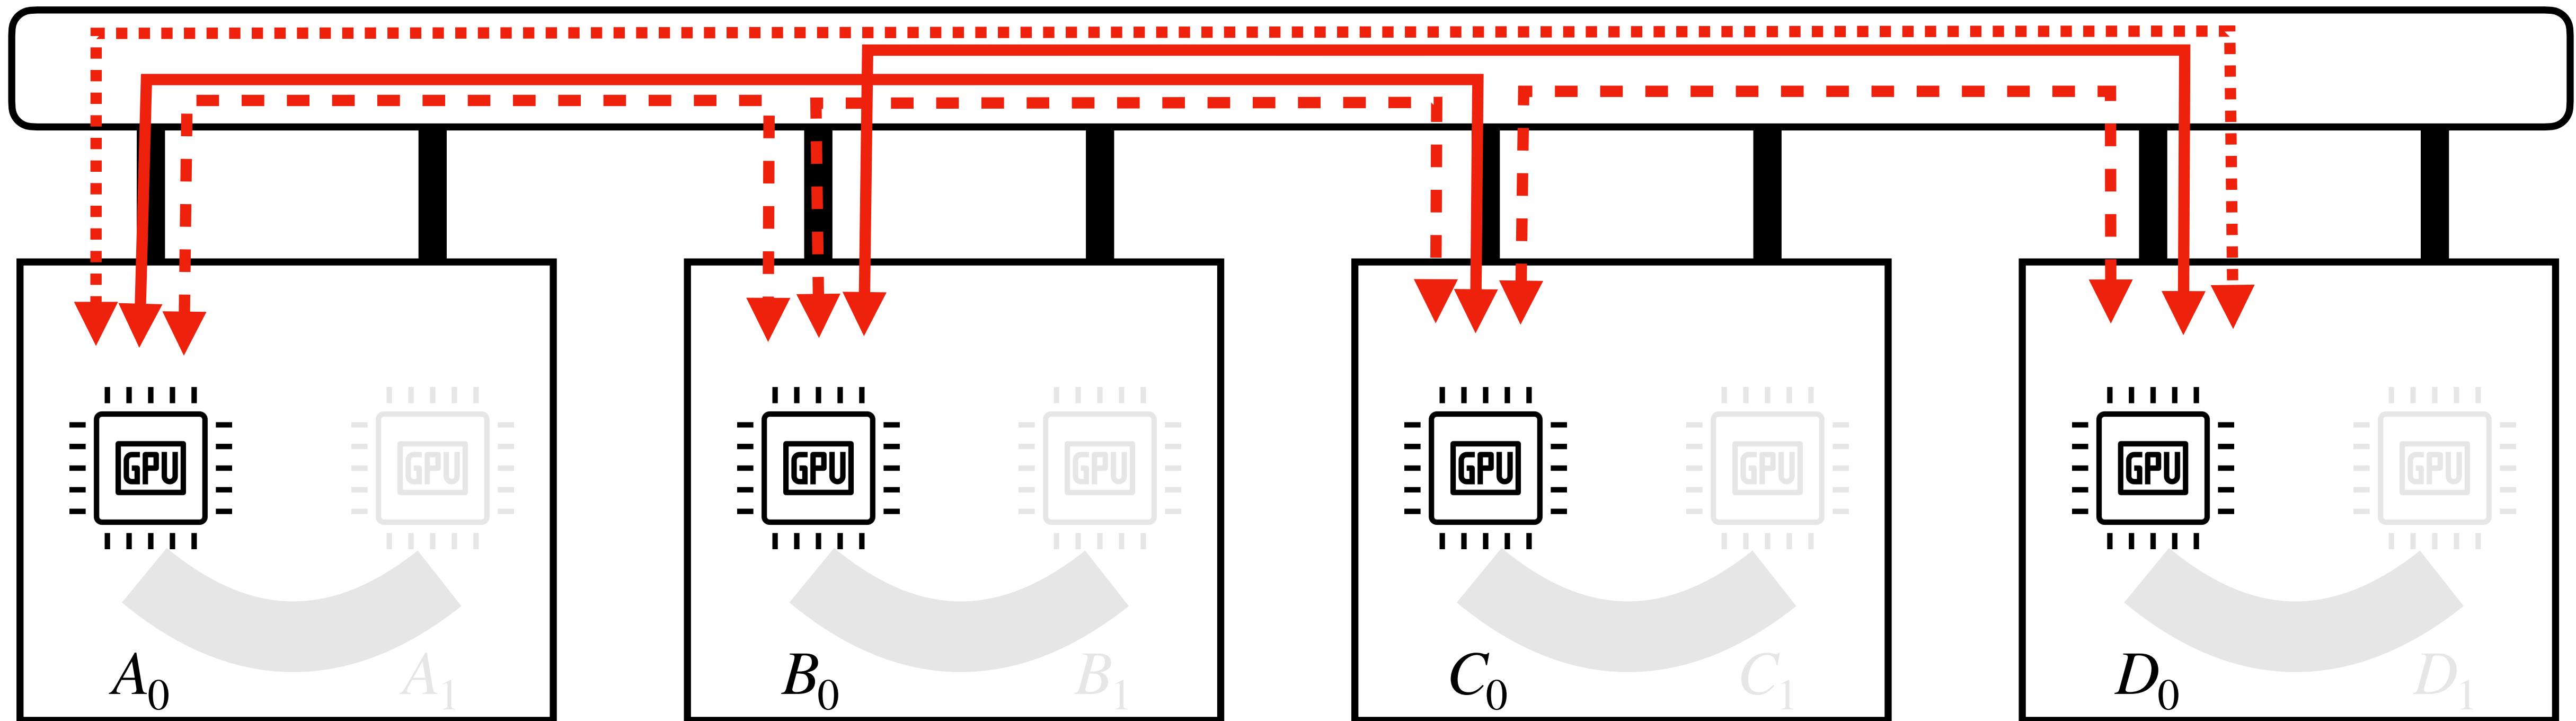 GPU GPU GPU GPU GPU GPU GPU GPU
A₀ A₁ B₀ B₁ C₀ C₁ D₀ D₁